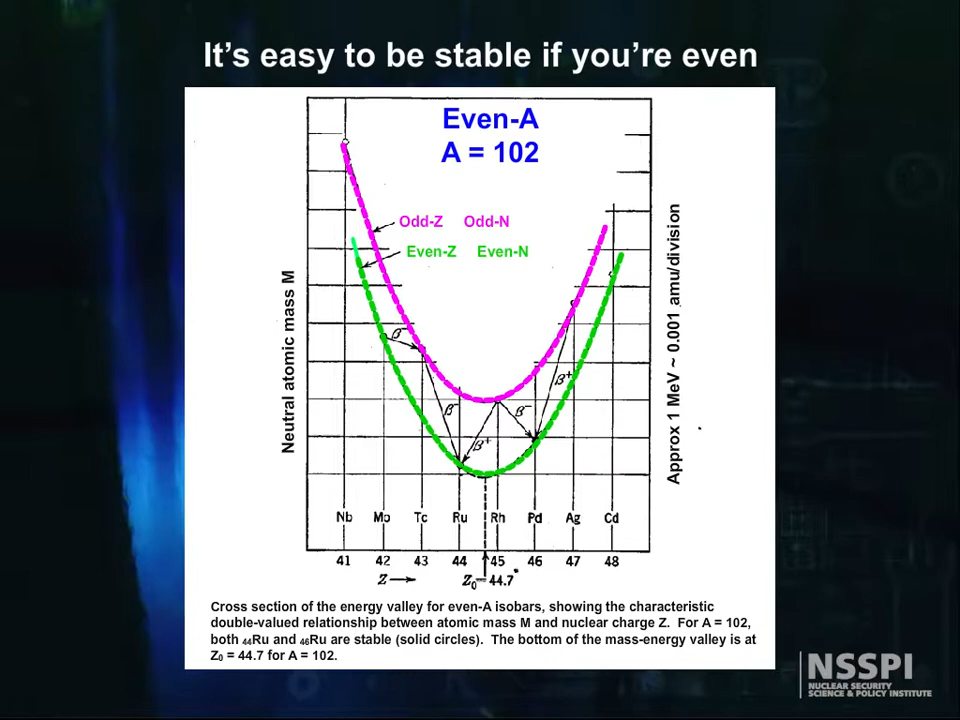 It's easy to be stable if you're even
Even-A
A = 102
Odd-Z Odd-N
Even-Z Even-N
Neutral atomic mass M
Approx 1 MeV ~ 0.001 amu/division
β⁻
β⁻
β⁺
β⁻
β⁺
Nb Mo Tc Ru Rh Pd Ag Cd
41 42 43 44 45 46 47 48
Z→ Z₀=44.7
Cross section of the energy valley for even-A isobars, showing the characteristic
double-valued relationship between atomic mass M and nuclear charge Z. For A = 102,
both ₄₄Ru and ₄₆Ru are stable (solid circles). The bottom of the mass-energy valley is at
Z₀ = 44.7 for A = 102.
NSSPI
NUCLEAR SECURITY
SCIENCE & POLICY INSTITUTE